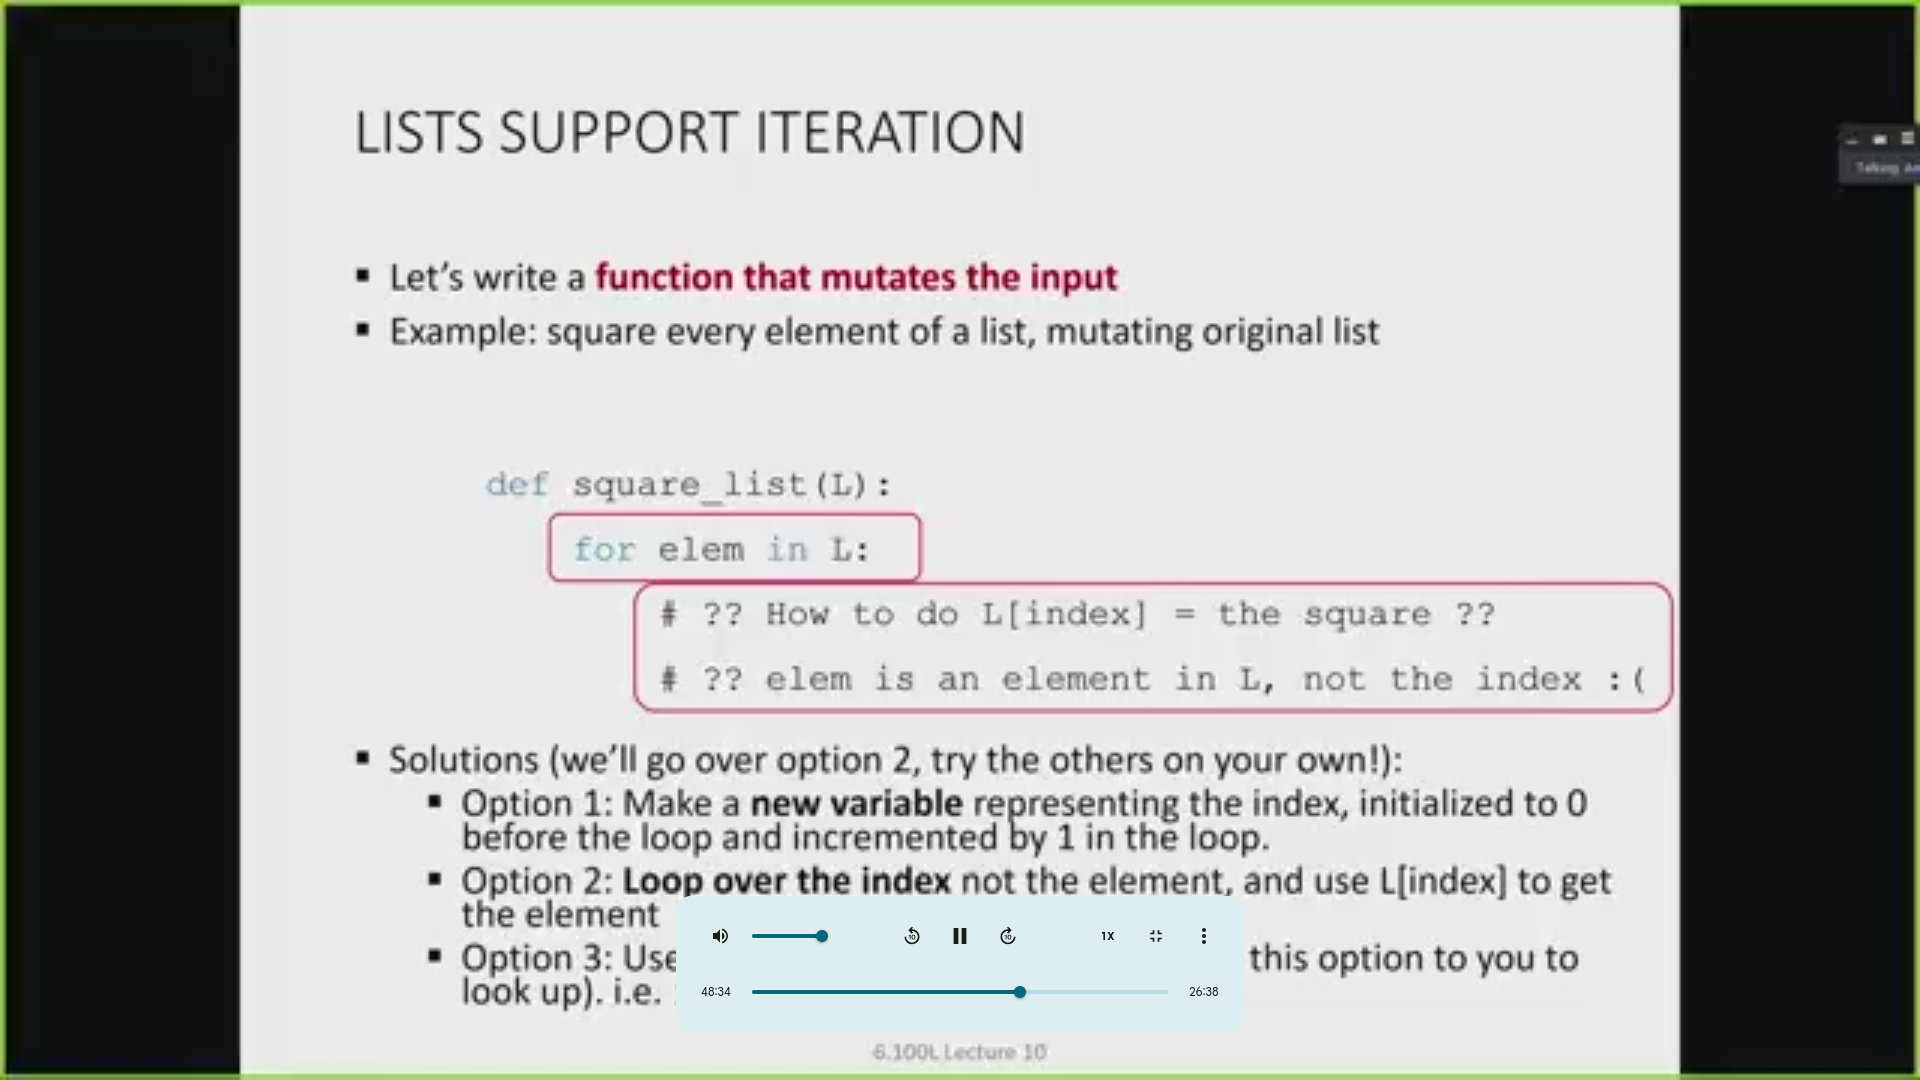 LISTS SUPPORT ITERATION
Taking
▪ Let’s write a function that mutates the input
▪ Example: square every element of a list, mutating original list
def square_list(L):
for elem in L:
# ?? How to do L[index] = the square ??
# ?? elem is an element in L, not the index :(
▪ Solutions (we’ll go over option 2, try the others on your own!):
▪ Option 1: Make a new variable representing the index, initialized to 0
before the loop and incremented by 1 in the loop.
▪ Option 2: Loop over the index not the element, and use L[index] to get
the element
▪ Option 3: Use this option to you to
look up). i.e.
10 10 1X
48:34 26:38
6.100L Lecture 10